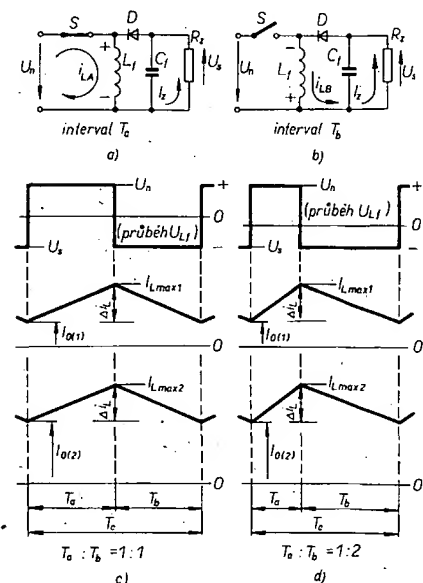 S D R_z
U_n i_LA + L_f - C_f I_z U_s
interval T_a
a)
S D R_z
U_n - L_f + i_LB C_f I_z U_s
interval T_b
b)
U_n +
0
(průběh U_Lf)
U_s -
I_Lmax1
Δi_L
I_0(1)
0
I_Lmax2
Δi_L
I_0(2)
0
T_a T_b
T_c
T_a : T_b = 1:1
c)
U_n +
(průběh U_Lf)
0
U_s -
I_Lmax1
Δi_L
I_0(1)
0
I_Lmax2
Δi_L
I_0(2)
0
T_a T_b
T_c
T_a : T_b = 1:2
d)